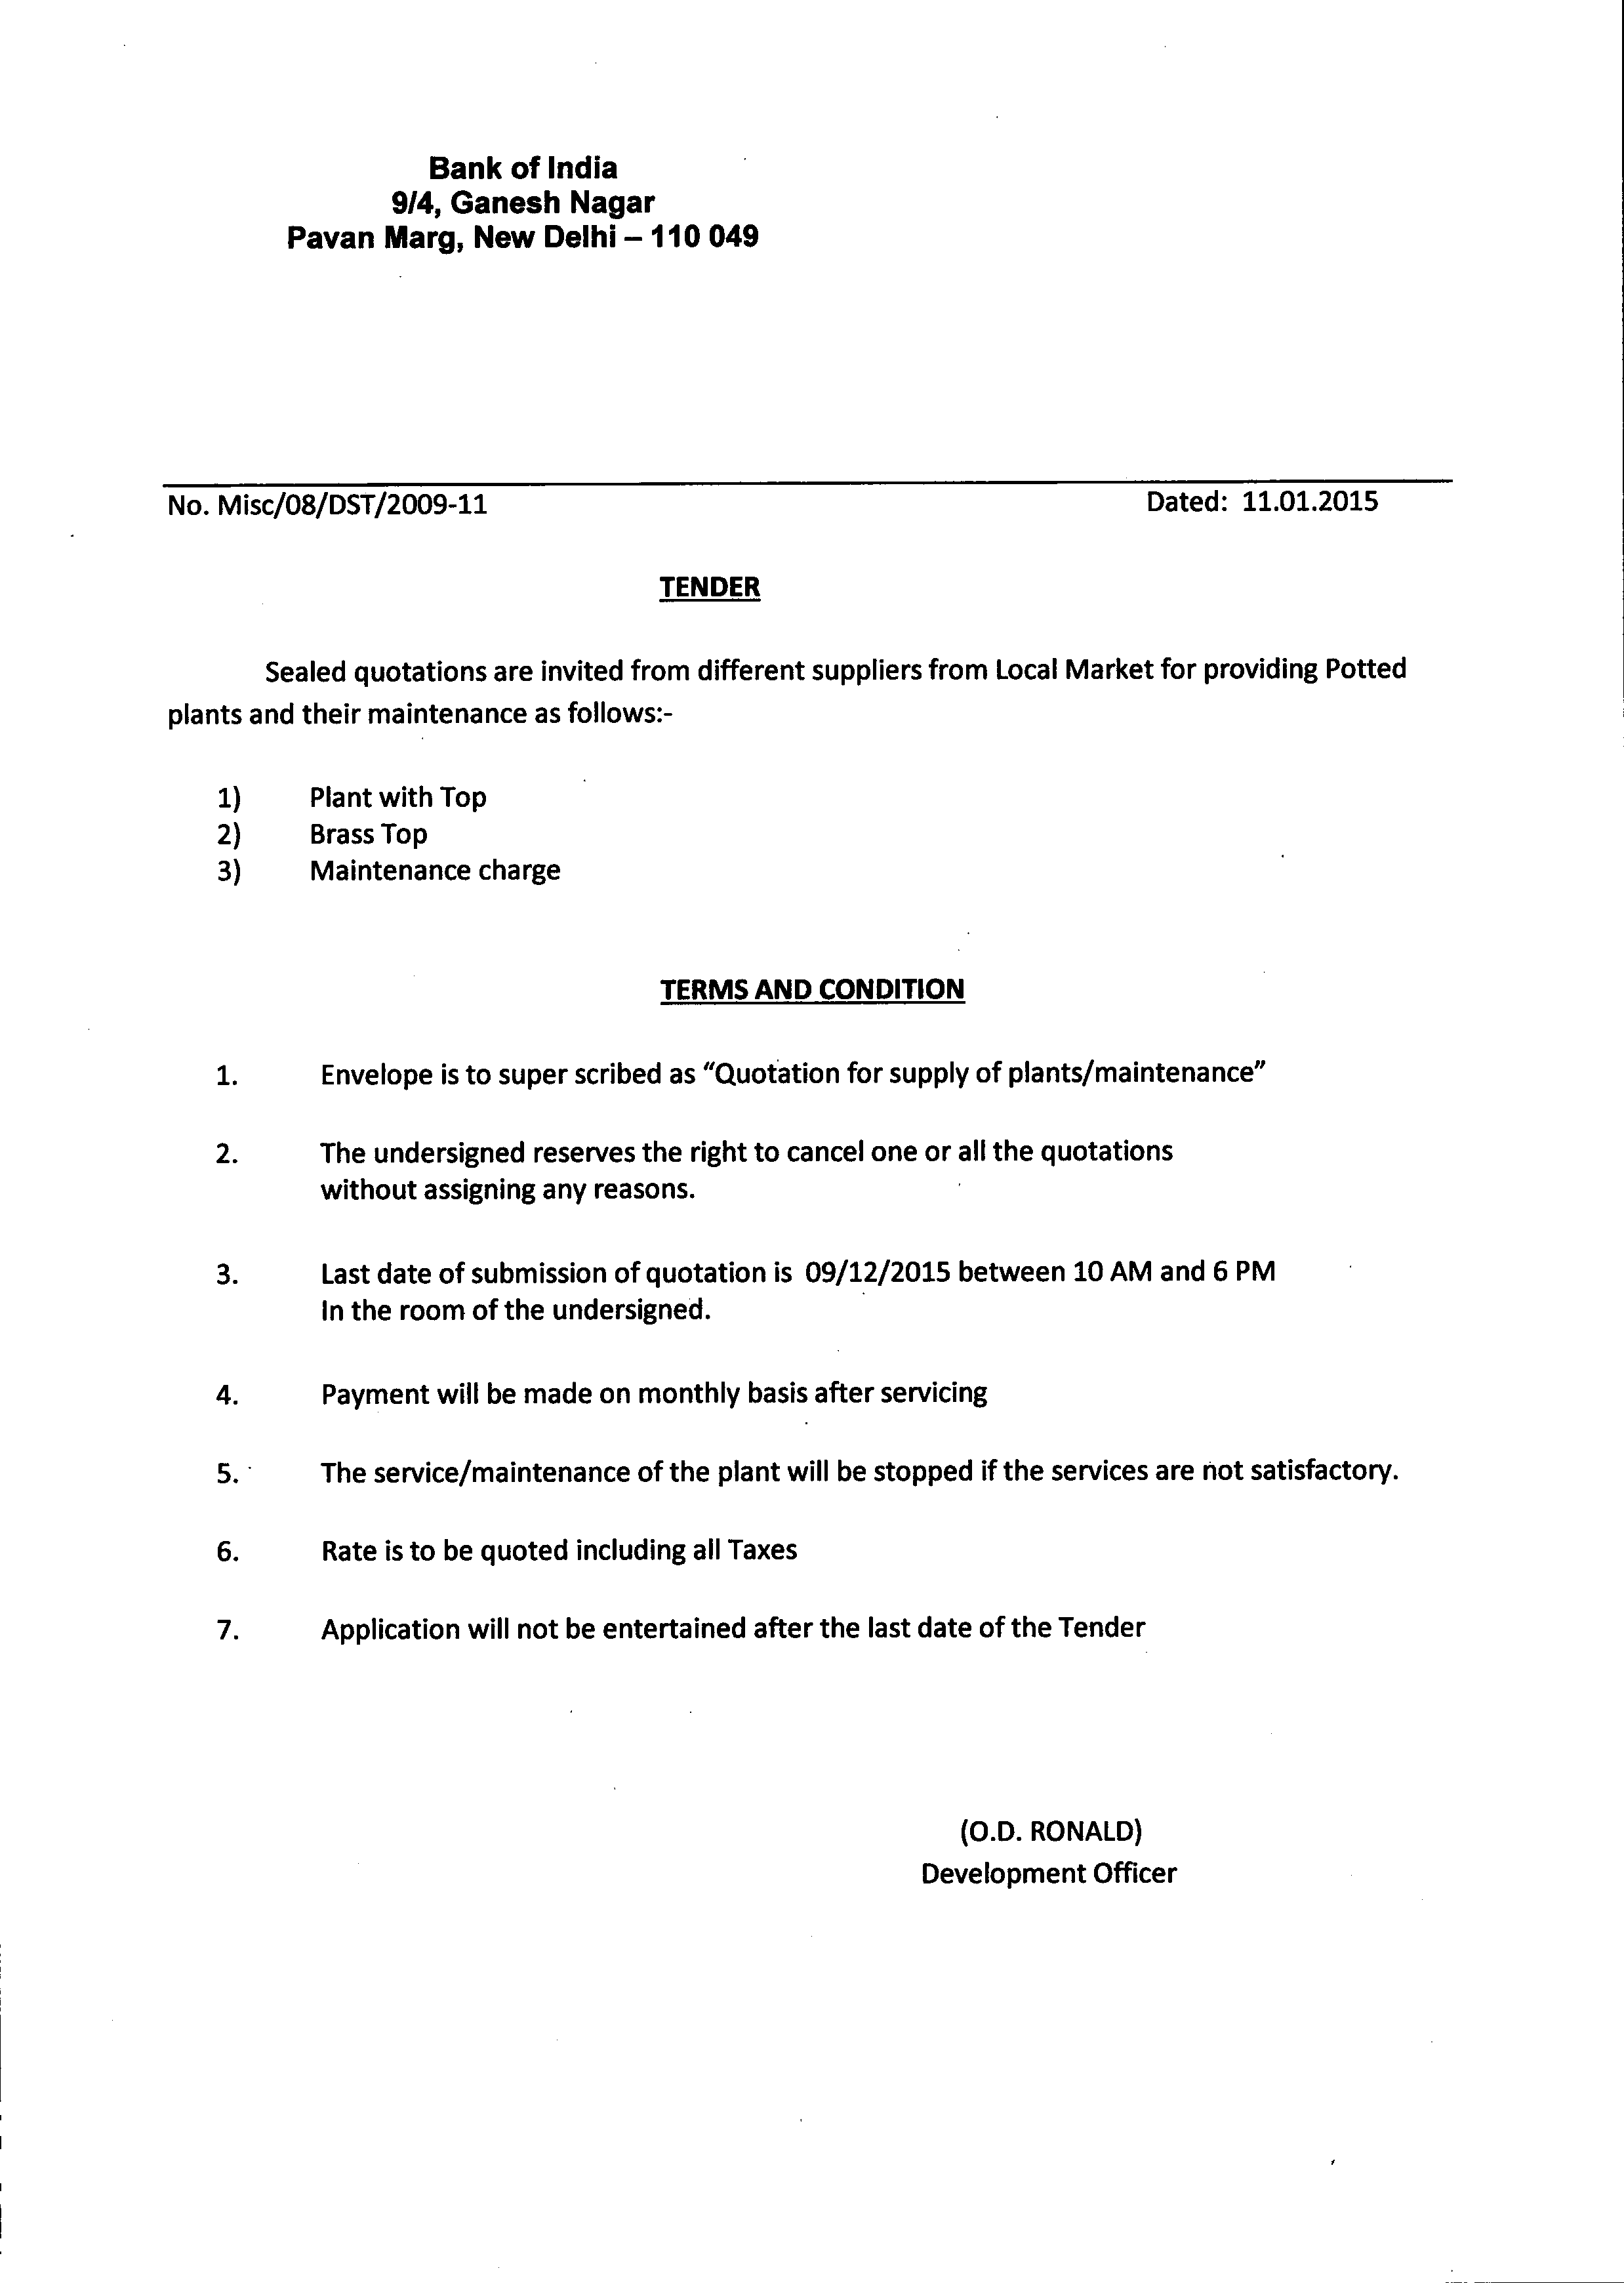 Bank of India
9/4, Ganesh Nagar
Pavan Marg, New Delhi – 110 049
No. Misc/08/DST/2009-11 Dated: 11.01.2015
TENDER
Sealed quotations are invited from different suppliers from Local Market for providing Potted
plants and their maintenance as follows:-
1) Plant with Top
2) Brass Top
3) Maintenance charge
TERMS AND CONDITION
1. Envelope is to super scribed as “Quotation for supply of plants/maintenance”
2. The undersigned reserves the right to cancel one or all the quotations
without assigning any reasons.
3. Last date of submission of quotation is 09/12/2015 between 10 AM and 6 PM
In the room of the undersigned.
4. Payment will be made on monthly basis after servicing
5. The service/maintenance of the plant will be stopped if the services are not satisfactory.
6. Rate is to be quoted including all Taxes
7. Application will not be entertained after the last date of the Tender
(O.D. RONALD)
Development Officer